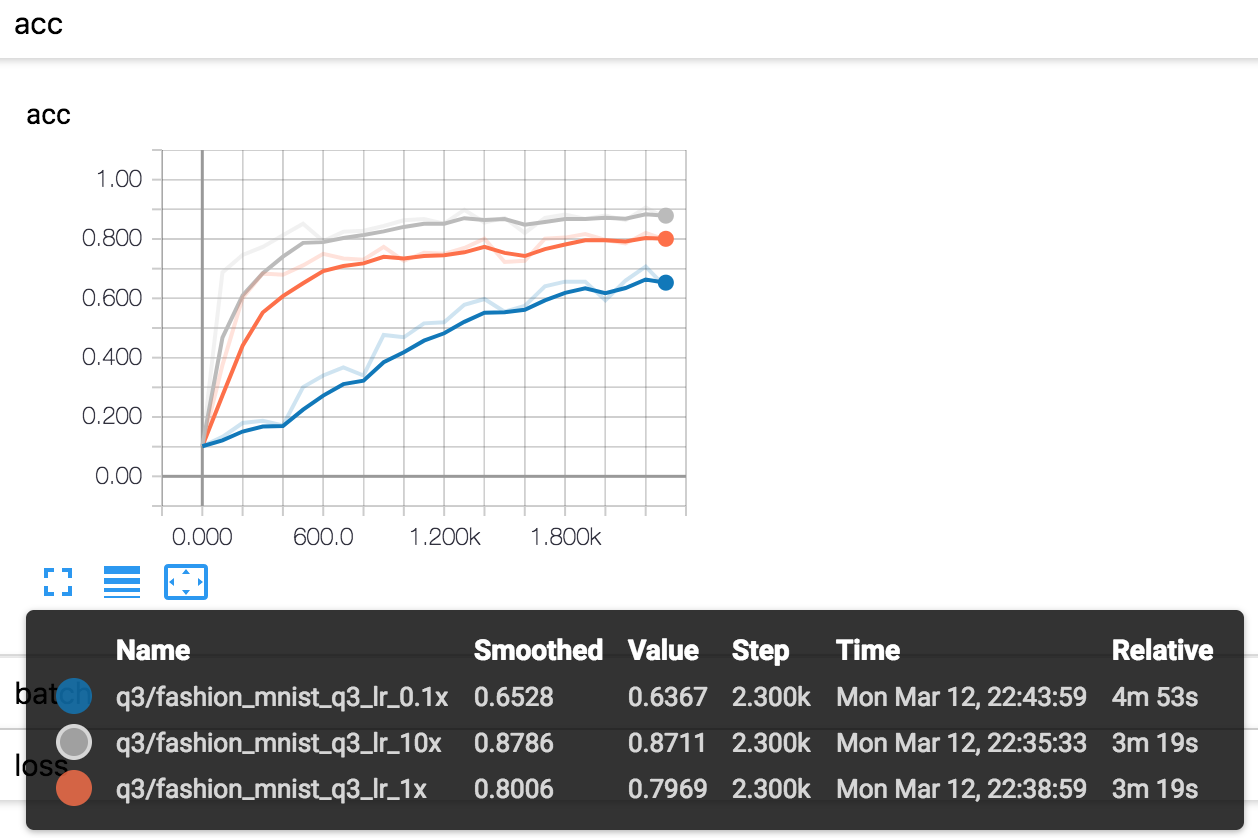 acc
acc
1.00
0.800
0.600
0.400
0.200
0.00
0.000 600.0 1.200k 1.800k
Name Smoothed Value Step Time Relative
batch
q3/fashion_mnist_q3_lr_0.1x 0.6528 0.6367 2.300k Mon Mar 12, 22:43:59 4m 53s
q3/fashion_mnist_q3_lr_10x 0.8786 0.8711 2.300k Mon Mar 12, 22:35:33 3m 19s
loss
q3/fashion_mnist_q3_lr_1x 0.8006 0.7969 2.300k Mon Mar 12, 22:38:59 3m 19s